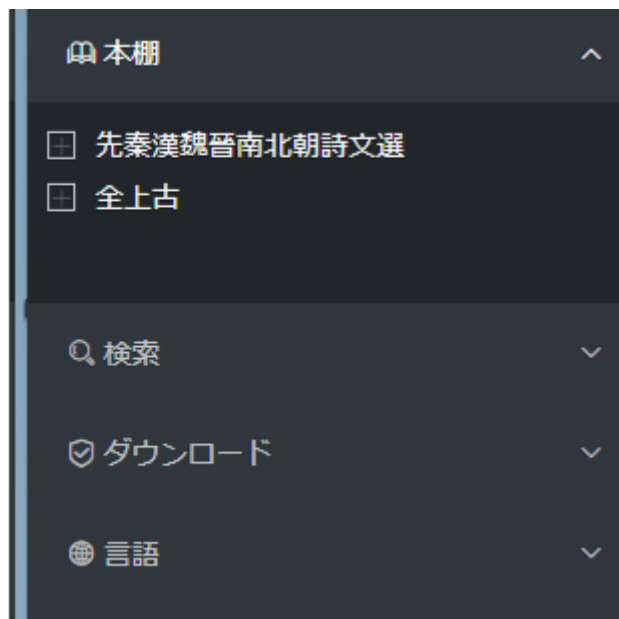 本棚
先秦漢魏晉南北朝詩文選
全上古
検索
ダウンロード
言語